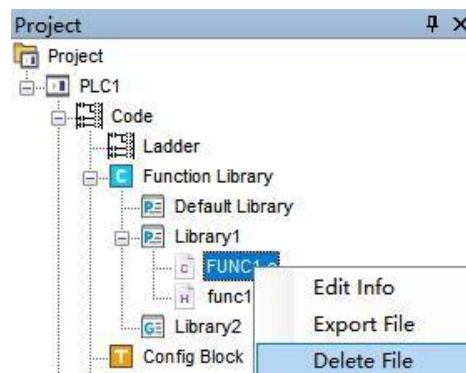 Project
Project
PLC1
Code
Ladder
Function Library
Default Library
Library1
FUNC1.c
func1
Edit Info
Export File
Library2
Config Block
Delete File